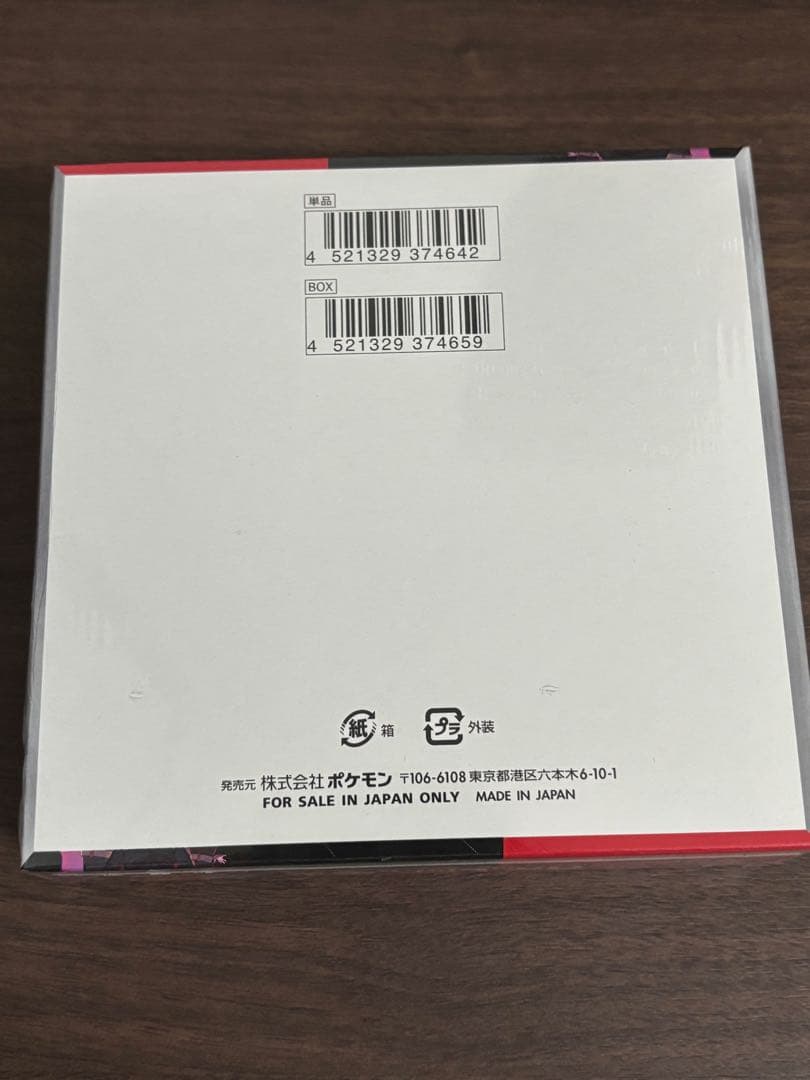 単品
4 521329 374642
BOX
4 521329 374659
紙 箱 プラ 外装
発売元 株式会社 ポケモン 〒106-6108 東京都港区六本木6-10-1
FOR SALE IN JAPAN ONLY MADE IN JAPAN